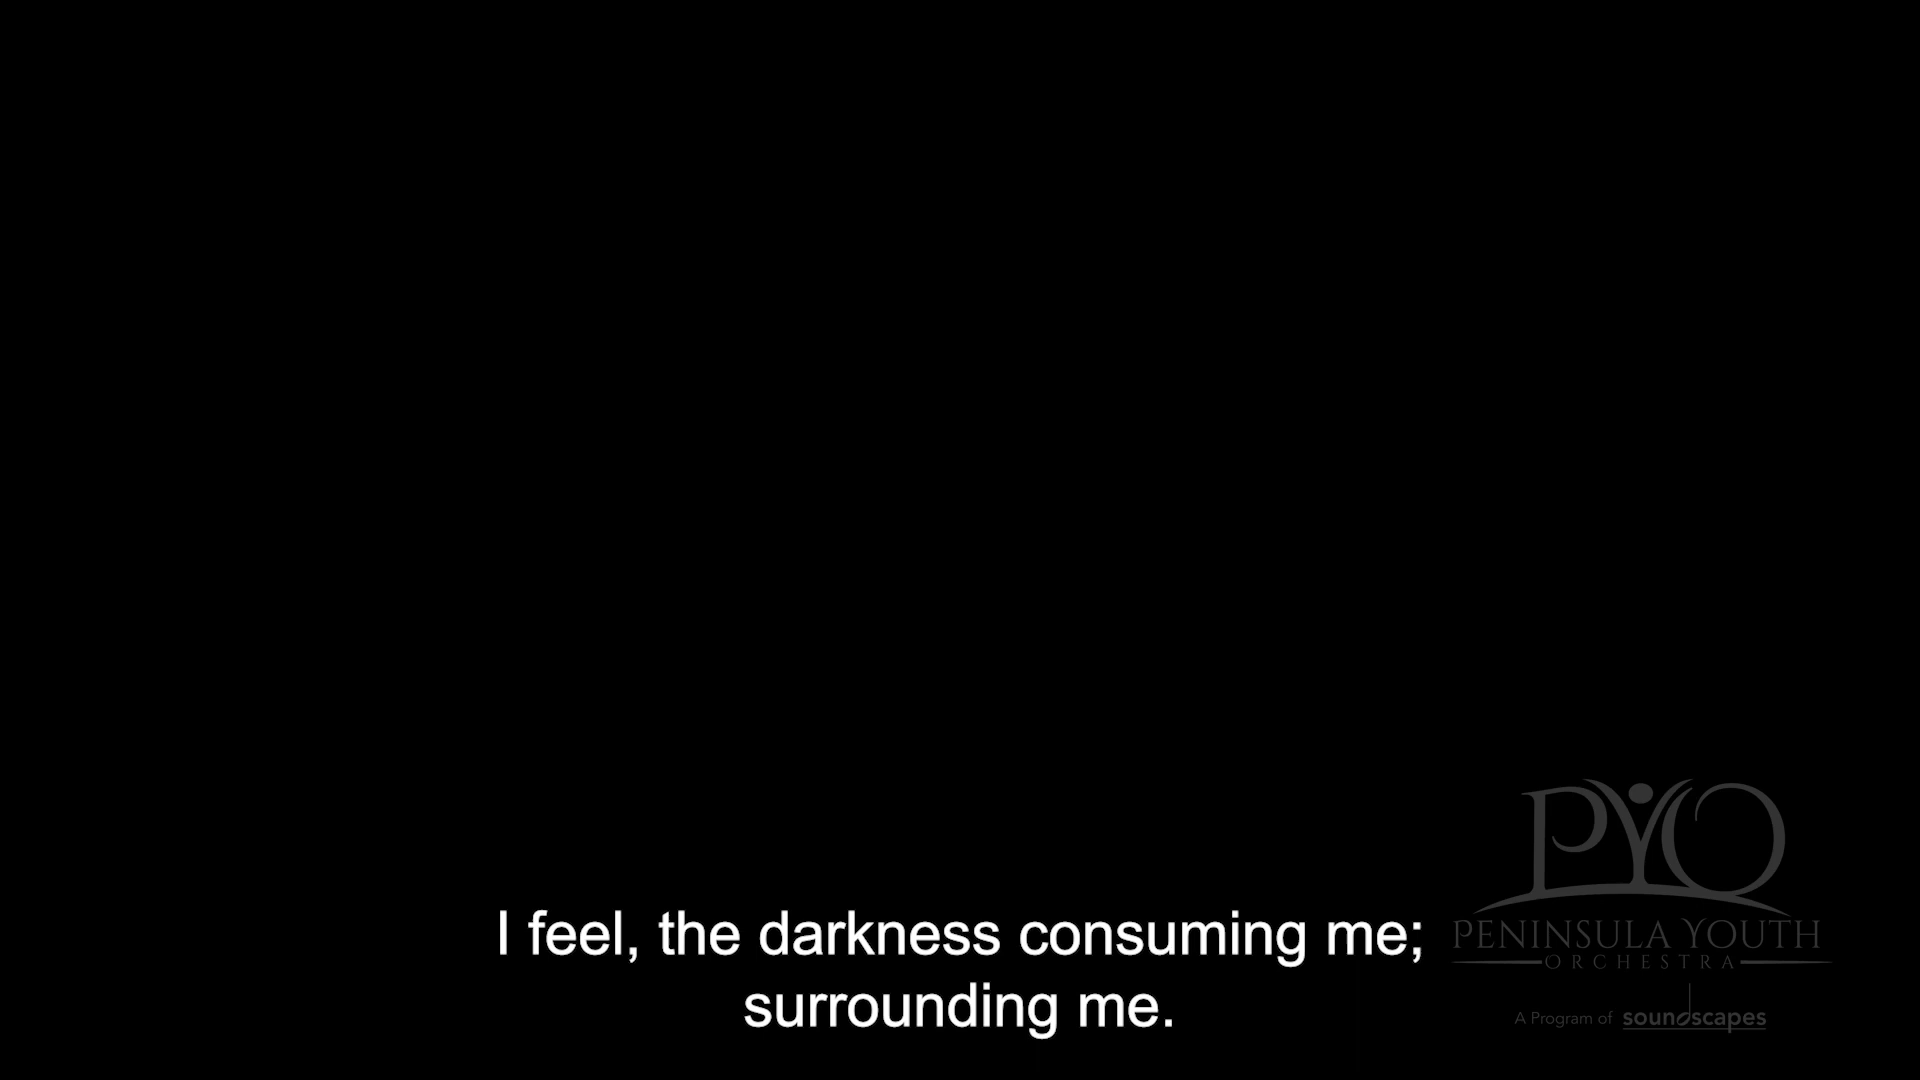 I feel, the darkness consuming me;
surrounding me.
PYO
PENINSULA YOUTH
ORCHESTRA
A Program of soundscapes